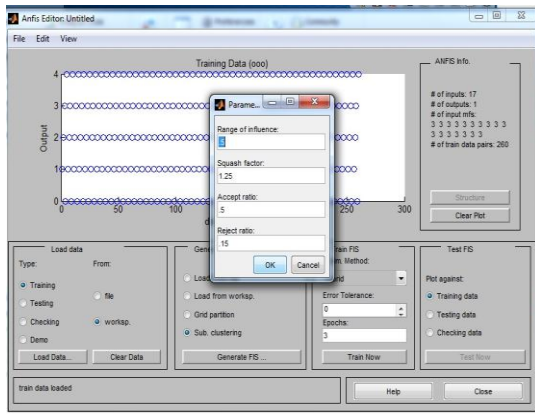 Anfis Editor: Untitled
File Edit View
Training Data (ooo)
Output
4
3
2
1
0
0
50
100
250
300
ANFIS Info.
# of inputs: 17
# of outputs: 1
# of input mfs:
3 3 3 3 3 3 3 3 3 3
3 3 3 3 3 3 3
# of train data pairs: 260
Structure
Clear Plot
Parame...
Range of influence:
.5
Squash factor:
1.25
Accept ratio:
.5
Reject ratio:
.15
OK
Cancel
Load data
Type:
From:
Training
Testing
Checking
Demo
file
worksp.
Load Data...
Clear Data
Load from worksp.
Grid partition
Sub. clustering
Generate FIS ...
Train FIS
Method:
Error Tolerance:
0
Epochs:
3
Train Now
Test FIS
Plot against:
Training data
Testing data
Checking data
Test Now
train data loaded
Help
Close